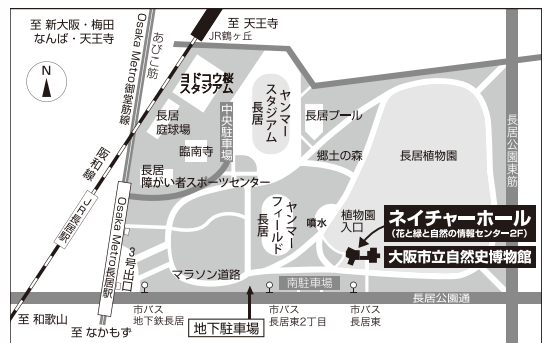 至 新大阪・梅田
なんば・天王寺
N
Osaka Metro御堂筋線
あびこ筋
至 天王寺
JR鶴ヶ丘
ヨドコウ桜
スタジアム
長居
庭球場
臨南寺
中央駐車場
ヤンマー
スタジアム
長居
長居プール
郷土の森
長居植物園
長居公園東筋
阪和線
JR長居駅
長居
障がい者スポーツセンター
ヤンマー
フィールド
長居
噴水
植物園
入口
ネイチャーホール
(花と緑と自然の情報センター2F)
大阪市立自然史博物館
Osaka Metro長居駅
3号出口
マラソン道路
南駐車場
長居公園通
市バス
地下鉄長居
地下駐車場
市バス
長居東2丁目
市バス
長居東
至 和歌山
至 なかもず